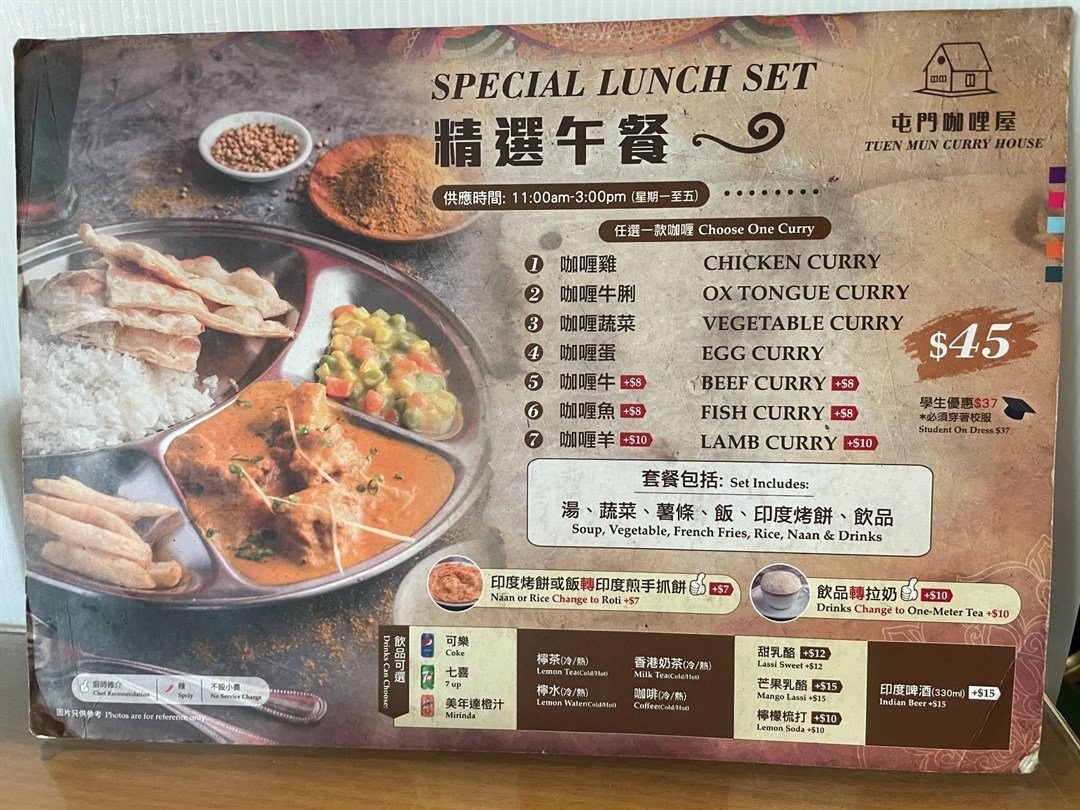 SPECIAL LUNCH SET
精選午餐
屯門咖喱屋
TUEN MUN CURRY HOUSE
供應時間: 11:00am-3:00pm (星期一至五)
任選一款咖喱 Choose One Curry
1 咖喱雞 CHICKEN CURRY
2 咖喱牛脷 OX TONGUE CURRY
3 咖喱蔬菜 VEGETABLE CURRY
4 咖喱蛋 EGG CURRY
5 咖喱牛 +$8 BEEF CURRY +$8
6 咖喱魚 +$8 FISH CURRY +$8
7 咖喱羊 +$10 LAMB CURRY +$10
$45
學生優惠$37
*必須穿著校服
Student On Dress $37
套餐包括: Set Includes:
湯、蔬菜、薯條、飯、印度烤餅、飲品
Soup, Vegetable, French Fries, Rice, Naan & Drinks
印度烤餅或飯轉印度煎手抓餅 +$7
Naan or Rice Change to Roti +$7
飲品轉拉奶 +$10
Drinks Change to One-Meter Tea +$10
飲品可選
Drinks Can Choose:
可樂
Coke
七喜
7 up
美年達橙汁
Mirinda
檸茶(冷/熱)
Lemon Tea(Cold/Hot)
檸水(冷/熱)
Lemon Water(Cold/Hot)
香港奶茶(冷/熱)
Milk Tea(Cold/Hot)
咖啡(冷/熱)
Coffee(Cold/Hot)
甜乳酪 +$12
Lassi Sweet +$12
芒果乳酪 +$15
Mango Lassi +$15
檸檬梳打 +$10
Lemon Soda +$10
印度啤酒(330ml) +$15
Indian Beer +$15
廚師推介
Chef Recommendation
辣
Spicy
不設小費
No Service Charge
圖片只供參考 Photos are for reference only.